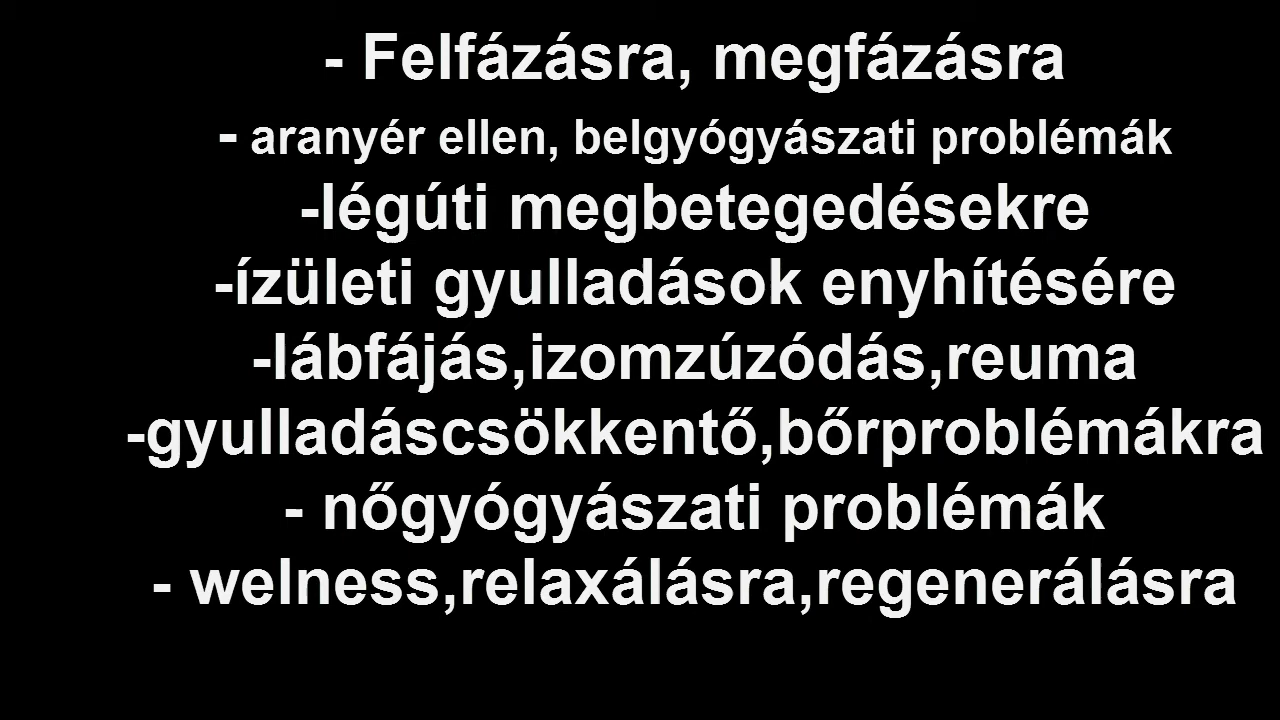 - Felfázásra, megfázásra
- aranyér ellen, belgyógyászati problémák
-légúti megbetegedésekre
-ízületi gyulladások enyhítésére
-lábfájás,izomzúzódás,reuma
-gyulladáscsökkentő,bőrproblémákra
- nőgyógyászati problémák
- welness,relaxálásra,regenerálásra